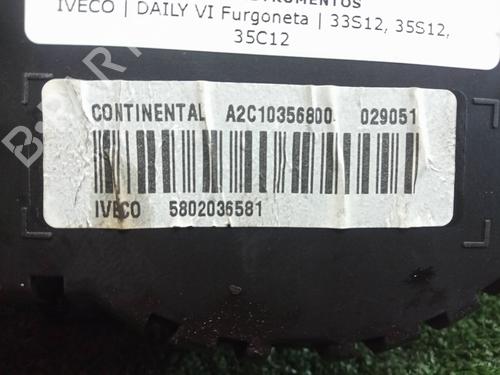 IVECO | DAILY VI Furgoneta | 33S12, 35S12,
35C12
CONTINENTAL A2C10356800 029051
IVECO 5802036581